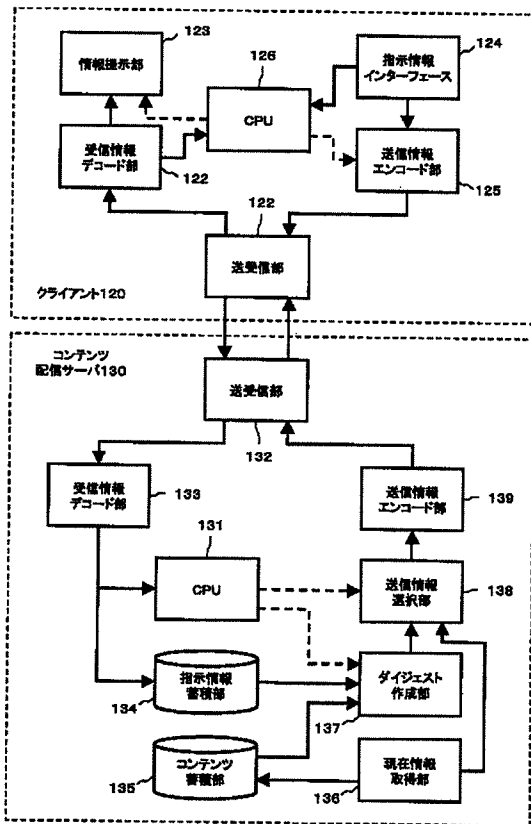 123
情報提示部
126
CPU
124
指示情報
インターフェース
受信情報
デコード部
122
送信情報
エンコード部
125
122
送受信部
クライアント120
コンテンツ
配信サーバ130
送受信部
132
受信情報
デコード部
133
送信情報
エンコード部
139
131
CPU
送信情報
選択部
138
指示情報
蓄積部
134
ダイジェスト
作成部
137
コンテンツ
蓄積部
135
現在情報
取得部
136